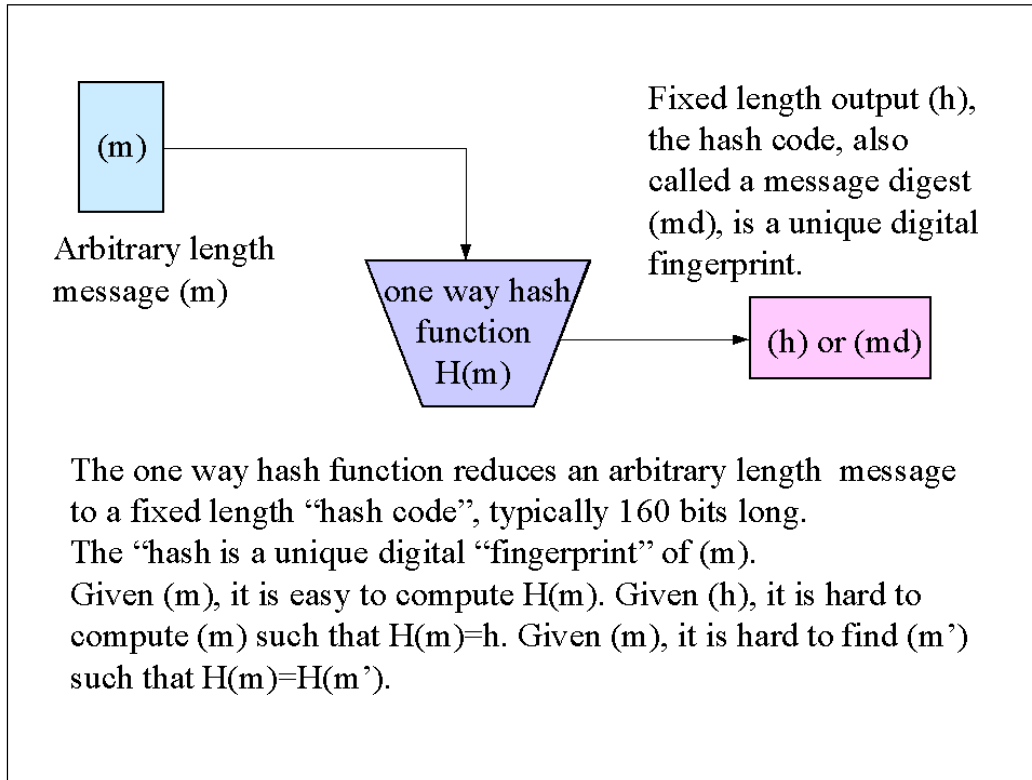 (m)
Arbitrary length
message (m)
one way hash
function
H(m)
Fixed length output (h),
the hash code, also
called a message digest
(md), is a unique digital
fingerprint.
(h) or (md)
The one way hash function reduces an arbitrary length  message
to a fixed length “hash code”, typically 160 bits long.
The “hash is a unique digital “fingerprint” of (m).
Given (m), it is easy to compute H(m). Given (h), it is hard to
compute (m) such that H(m)=h. Given (m), it is hard to find (m’)
such that H(m)=H(m’).